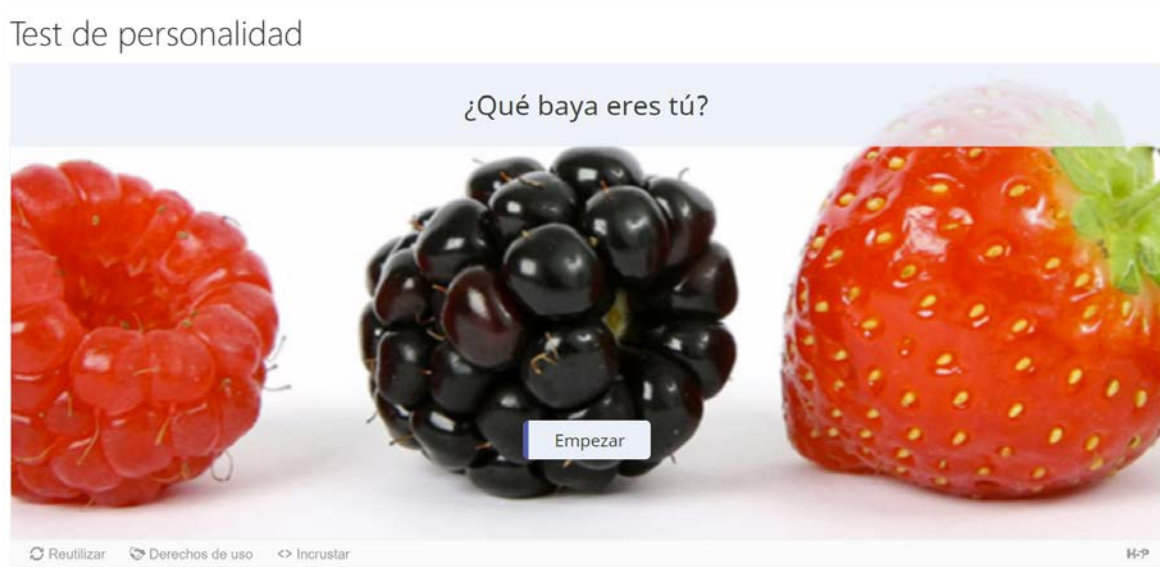 Test de personalidad
¿Qué baya eres tú?
Empezar
Reutilizar Derechos de uso <> Incrustar H-P